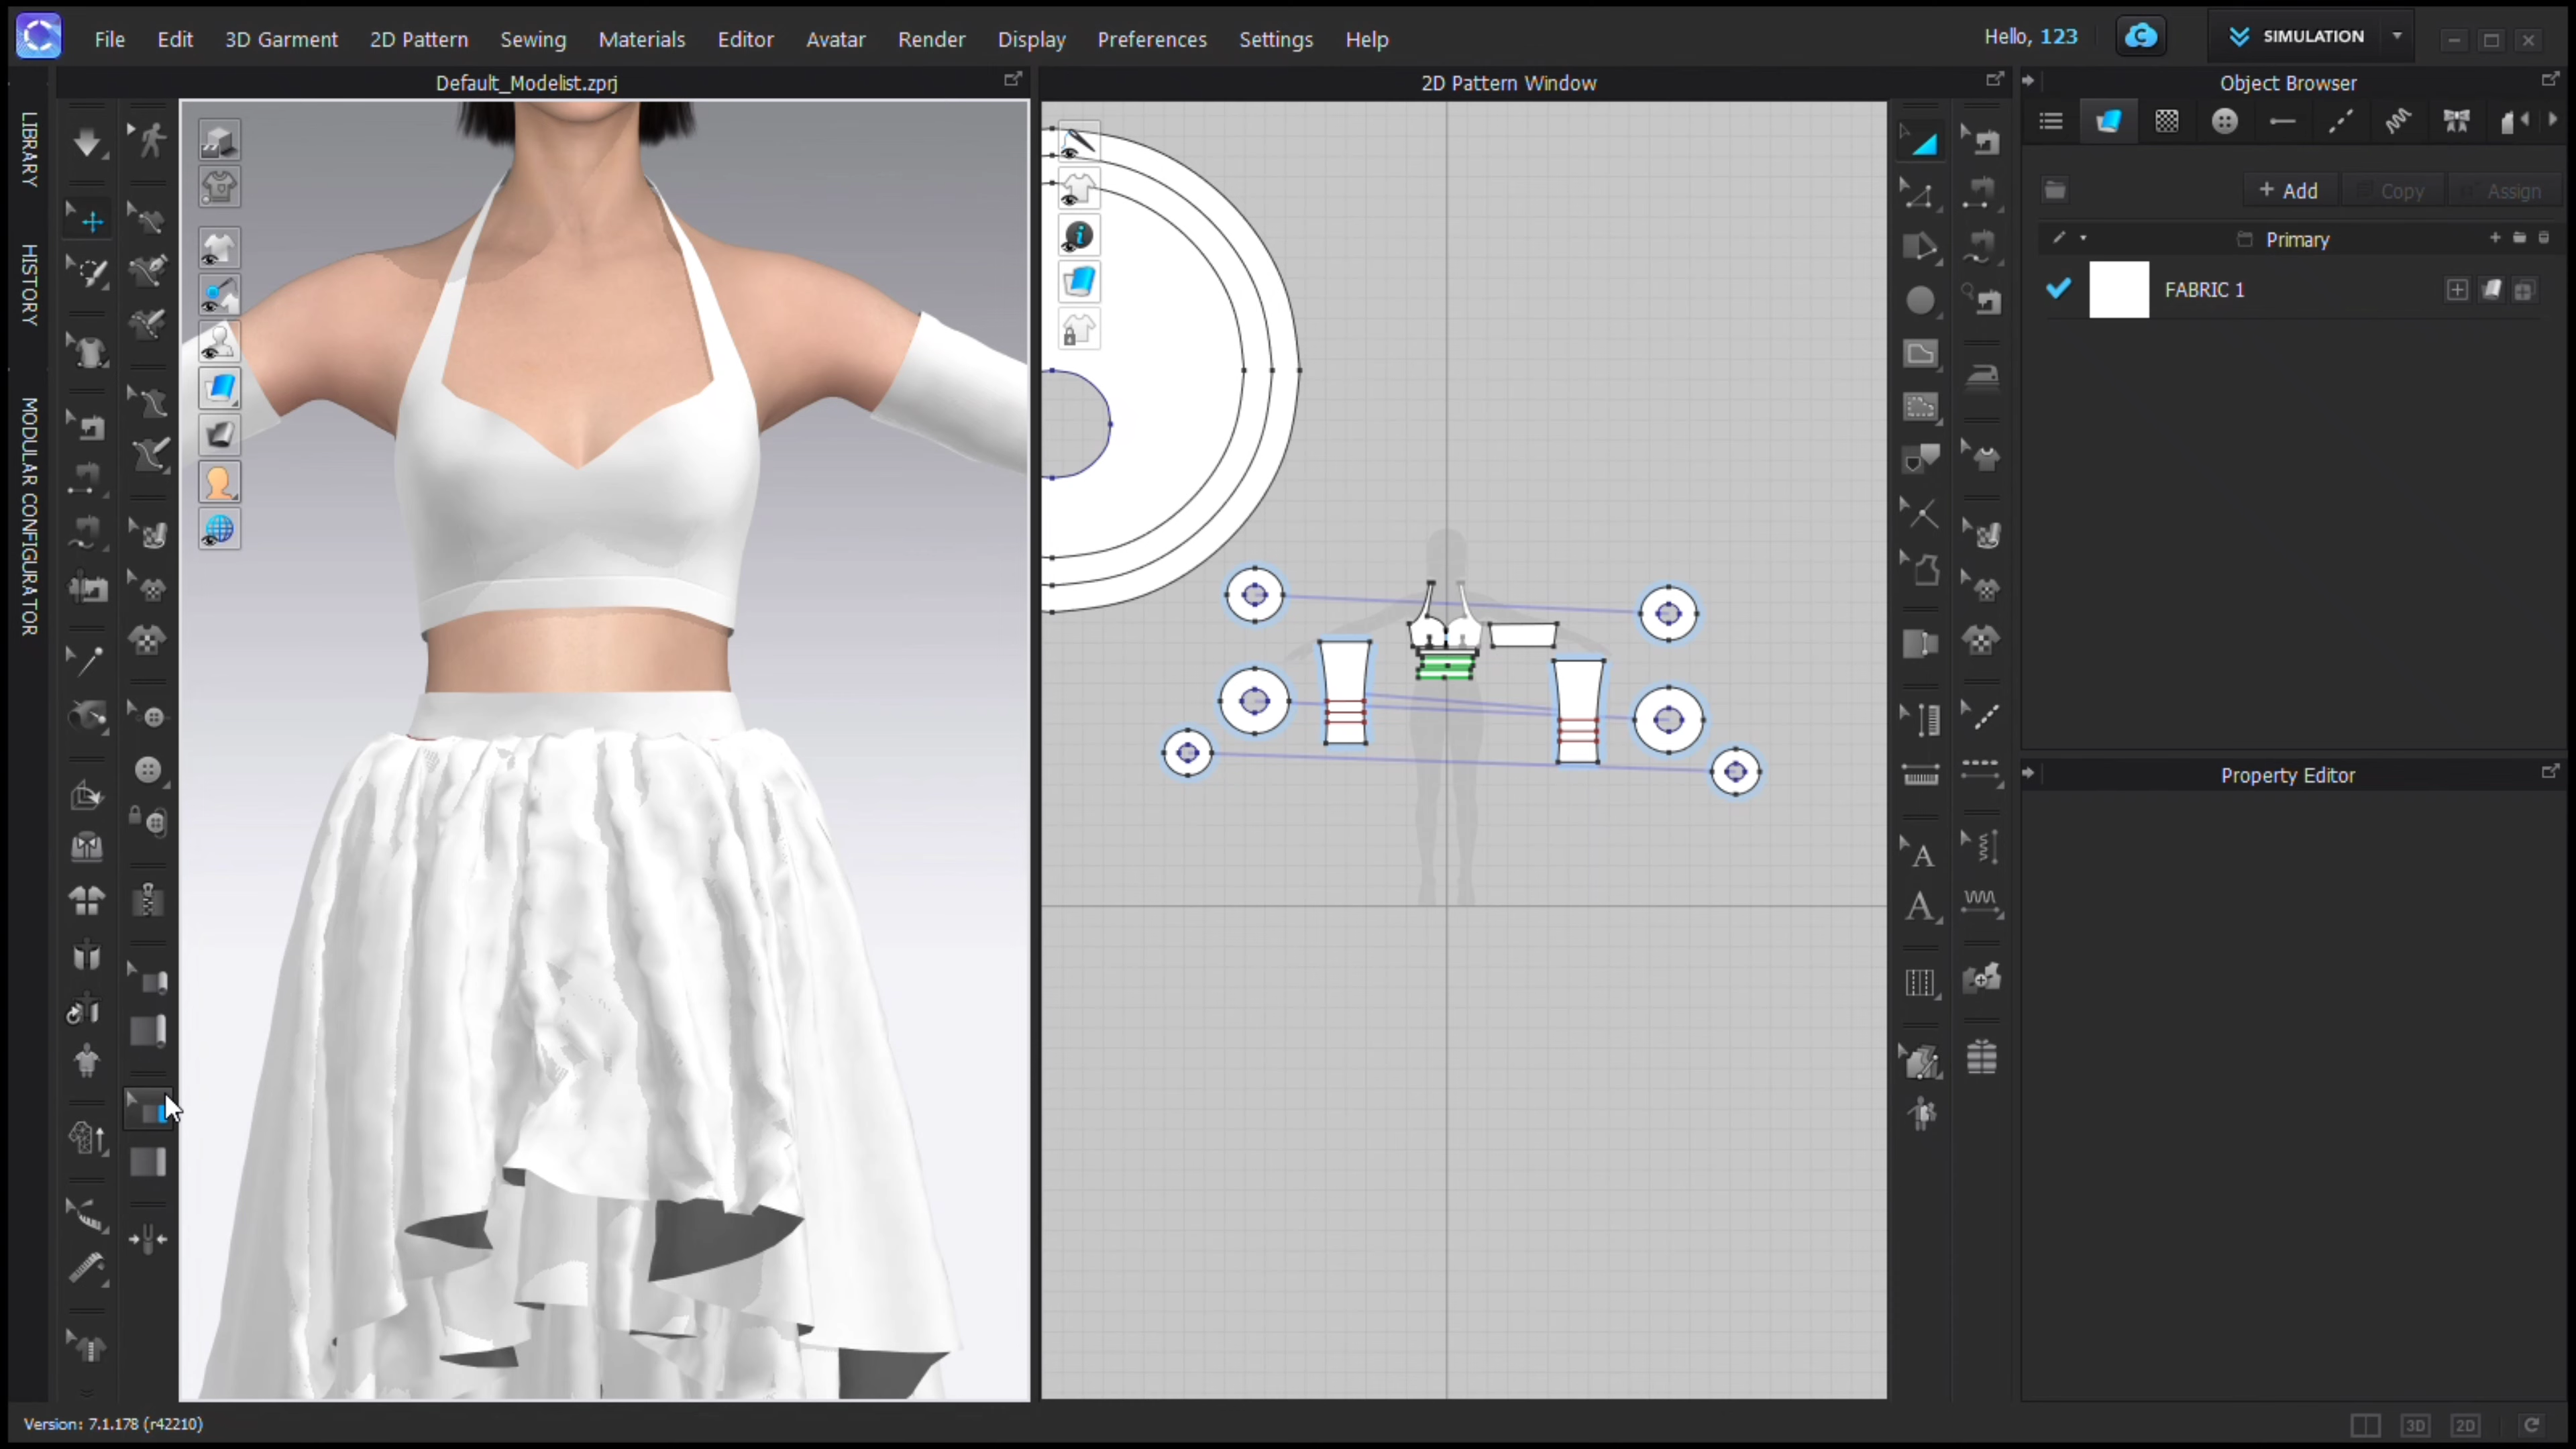 File Edit 3D Garment 2D Pattern Sewing Materials Editor Avatar Render Display Preferences Settings Help
Hello, 123
SIMULATION
Default_Modelist.zprj
2D Pattern Window
Object Browser
LIBRARY
HISTORY
MODULAR CONFIGURATOR
+ Add
Copy
Assign
Primary
FABRIC 1
Property Editor
A
A
Version: 7.1.178 (r42210)
3D
2D